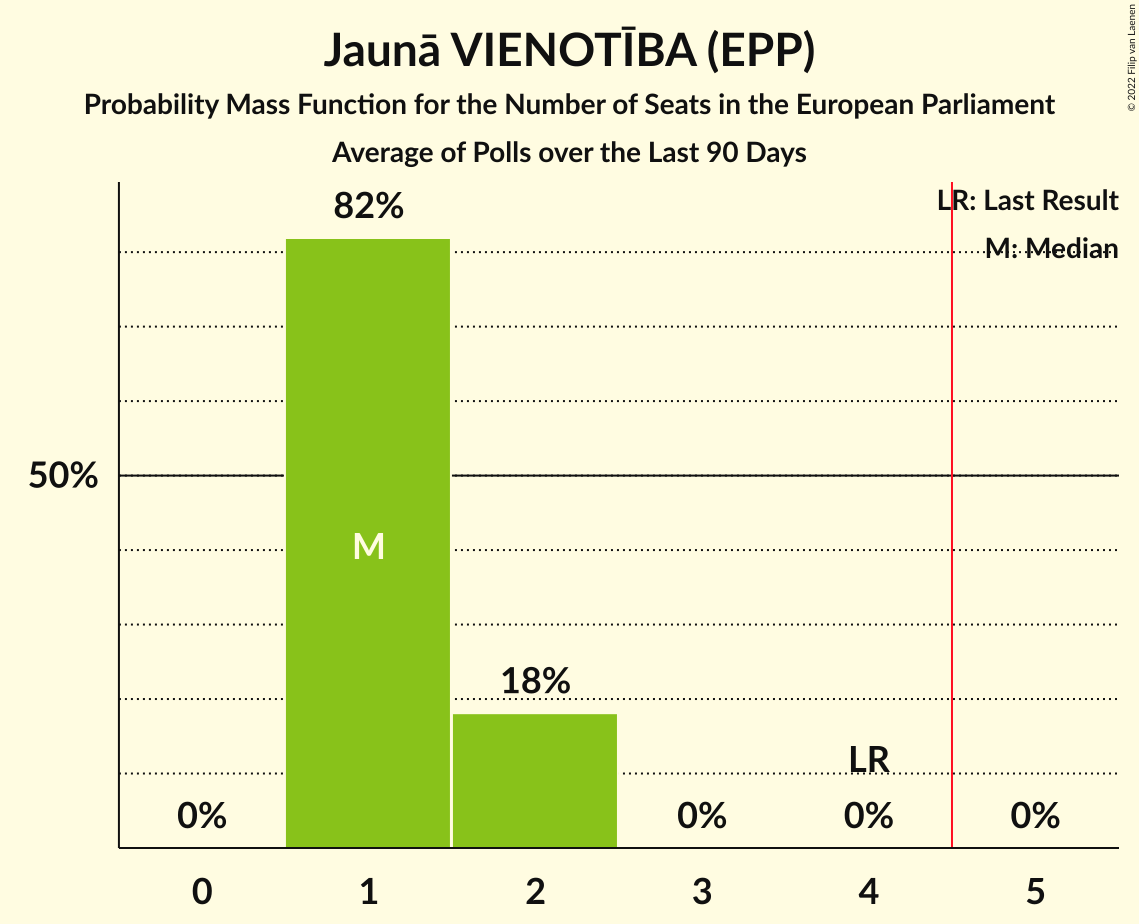 Jaunā VIENOTĪBA (EPP)
Probability Mass Function for the Number of Seats in the European Parliament
Average of Polls over the Last 90 Days
© 2022 Filip van Laenen
LR: Last Result
M: Median
82%
50%
M
18%
LR
0%
0%
0%
0%
0 1 2 3 4 5